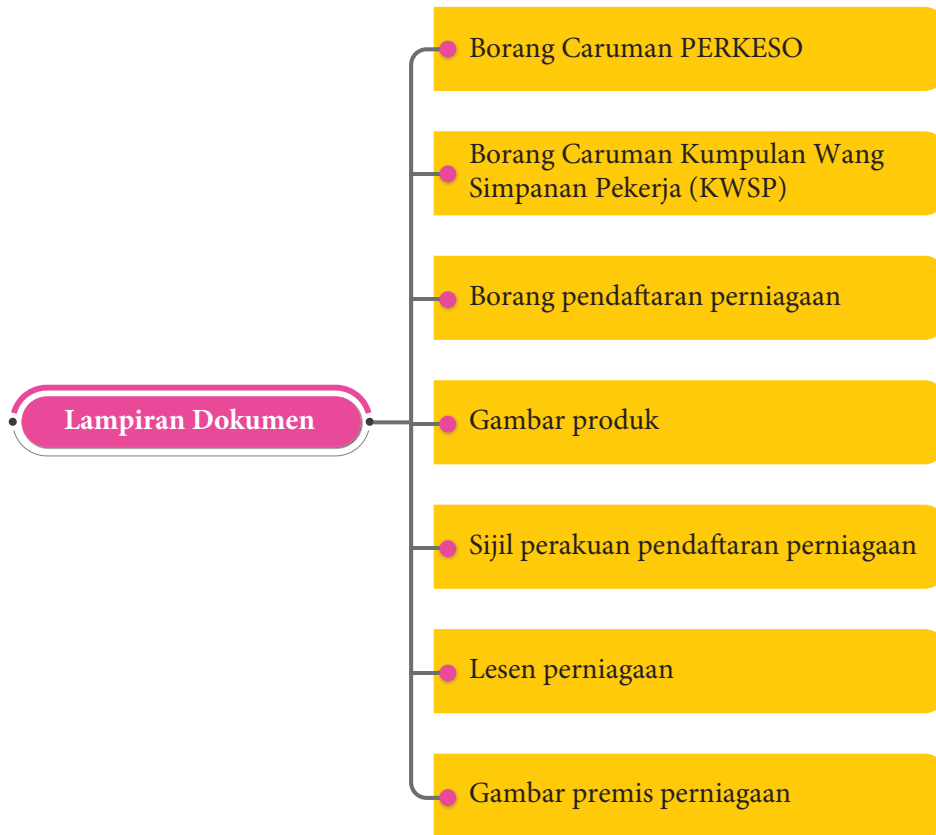 Borang Caruman PERKESO
Borang Caruman Kumpulan Wang
Simpanan Pekerja (KWSP)
Borang pendaftaran perniagaan
Lampiran Dokumen
Gambar produk
Sijil perakuan pendaftaran perniagaan
Lesen perniagaan
Gambar premis perniagaan